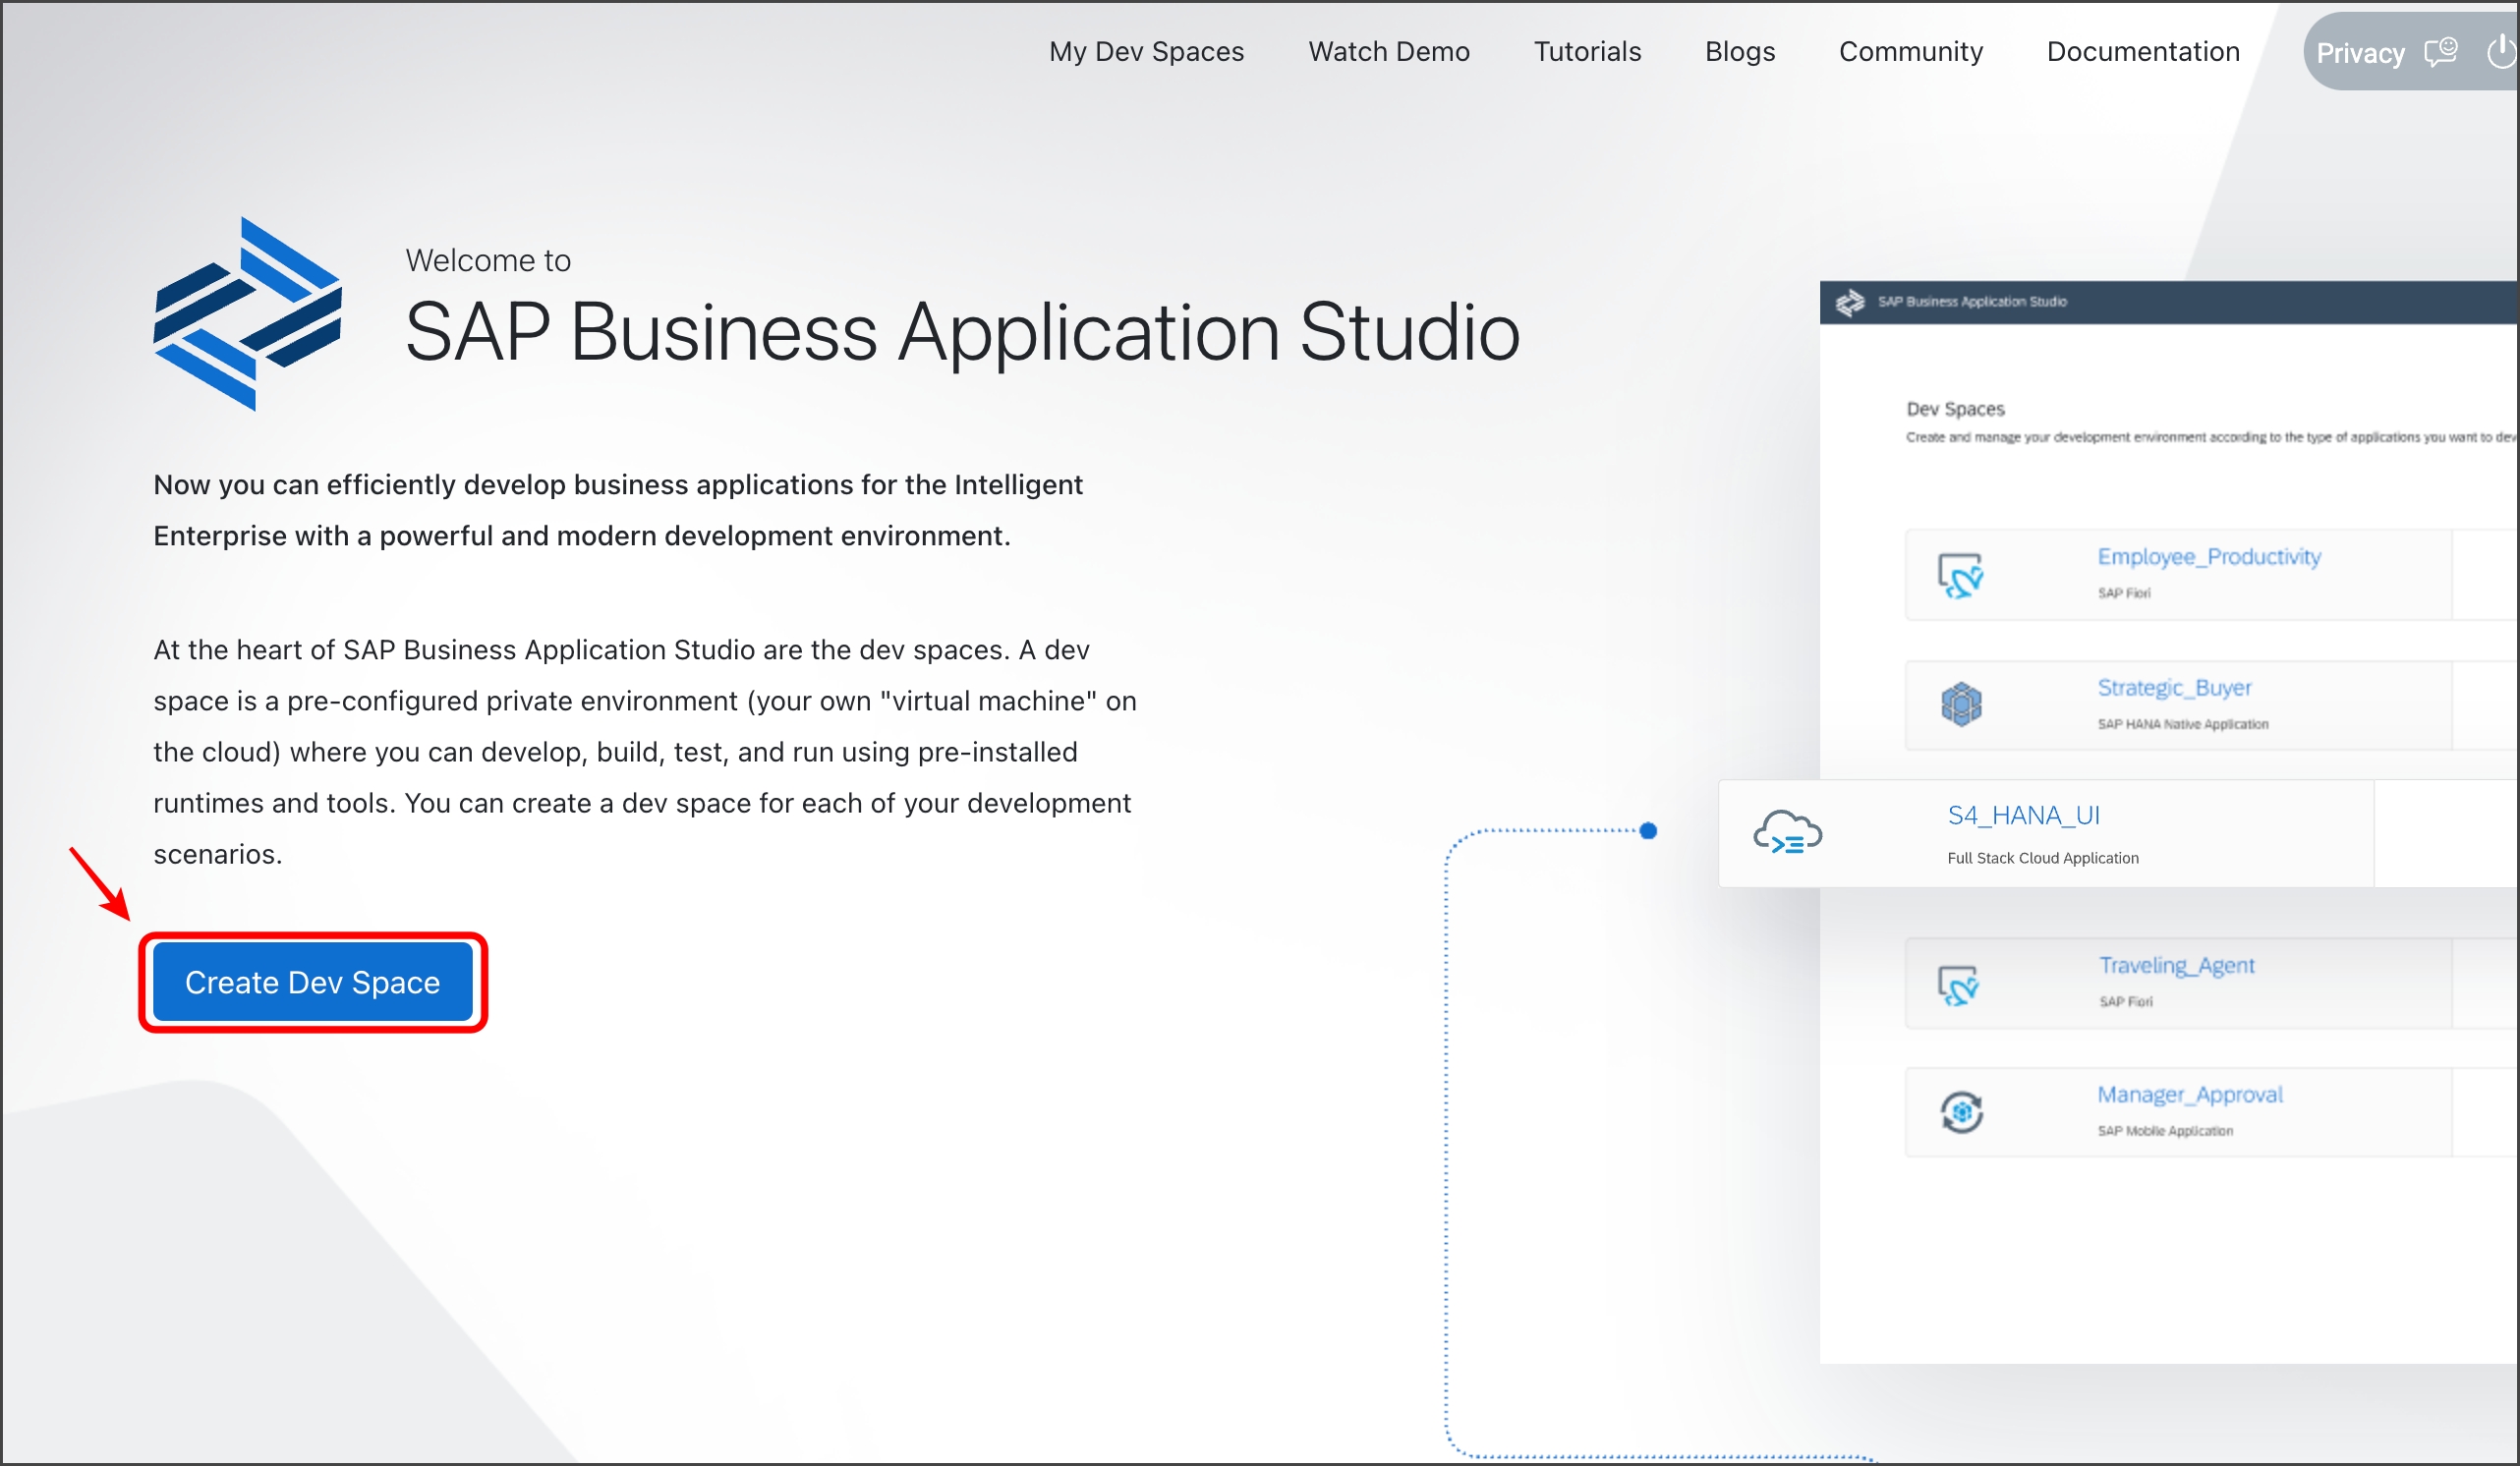 My Dev Spaces Watch Demo Tutorials Blogs Community Documentation Privacy
Welcome to
SAP Business Application Studio
Now you can efficiently develop business applications for the Intelligent
Enterprise with a powerful and modern development environment.
At the heart of SAP Business Application Studio are the dev spaces. A dev
space is a pre-configured private environment (your own "virtual machine" on
the cloud) where you can develop, build, test, and run using pre-installed
runtimes and tools. You can create a dev space for each of your development
scenarios.
Create Dev Space
SAP Business Application Studio
Dev Spaces
Create and manage your development environment according to the type of applications you want to dev
Employee_Productivity
SAP Fiori
Strategic_Buyer
SAP HANA Native Application
S4_HANA_UI
Full Stack Cloud Application
Traveling_Agent
SAP Fiori
Manager_Approval
SAP Mobile Application